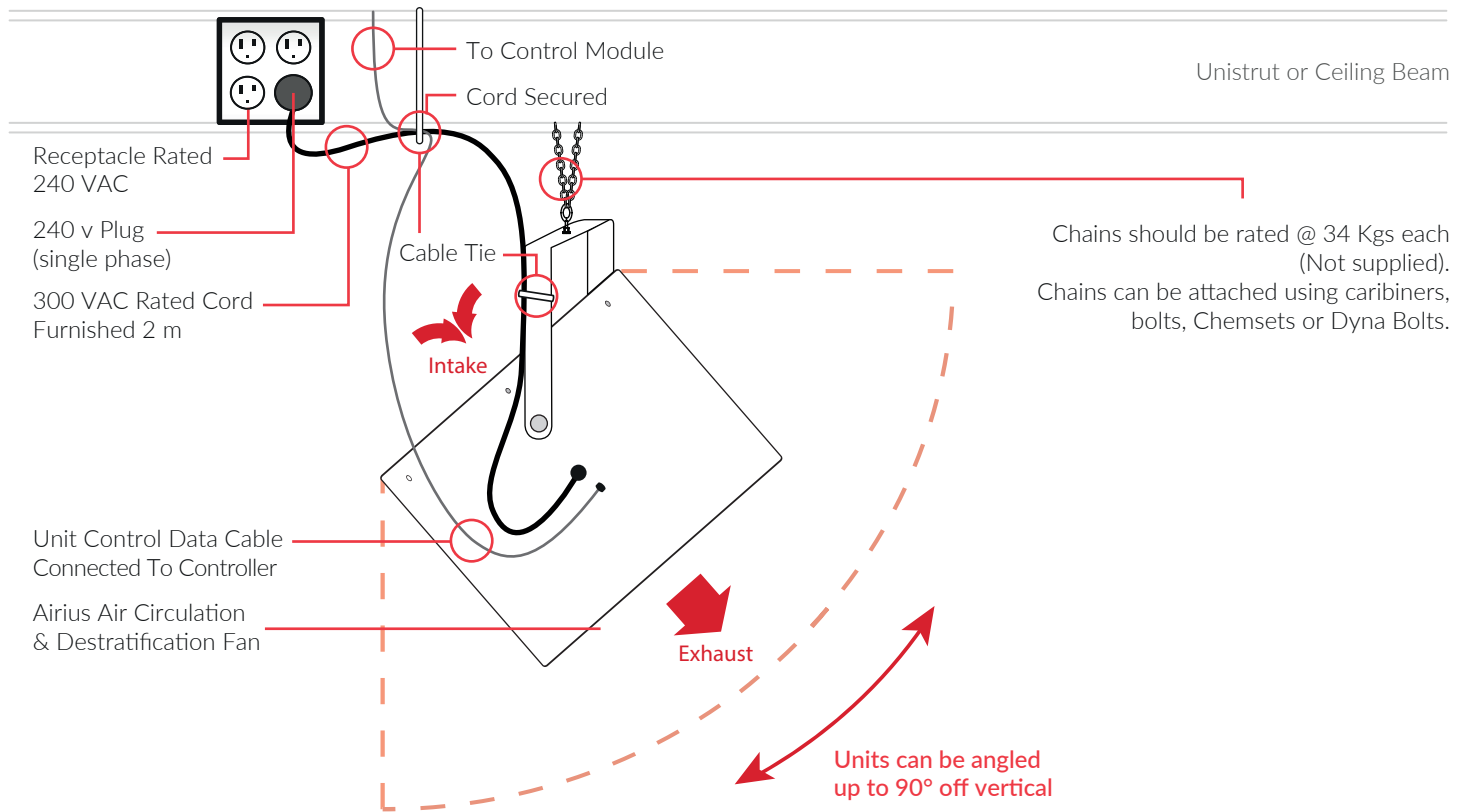 To Control Module
Unistrut or Ceiling Beam
Cord Secured
Receptacle Rated
240 VAC
240 v Plug
(single phase)
300 VAC Rated Cord
Furnished 2 m
Cable Tie
Chains should be rated @ 34 Kgs each
(Not supplied).
Chains can be attached using caribiners,
bolts, Chemsets or Dyna Bolts.
Intake
Unit Control Data Cable
Connected To Controller
Airius Air Circulation
& Destratification Fan
Exhaust
Units can be angled
up to 90° off vertical